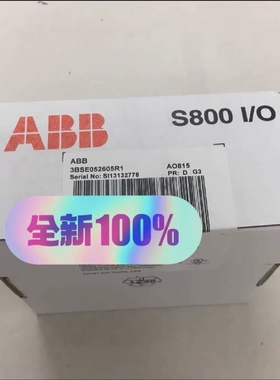 ABB
S800 I/O
ABB
3BSE052605R1
AO815
Serial No: SI13132778
PR: D G3
全新100%